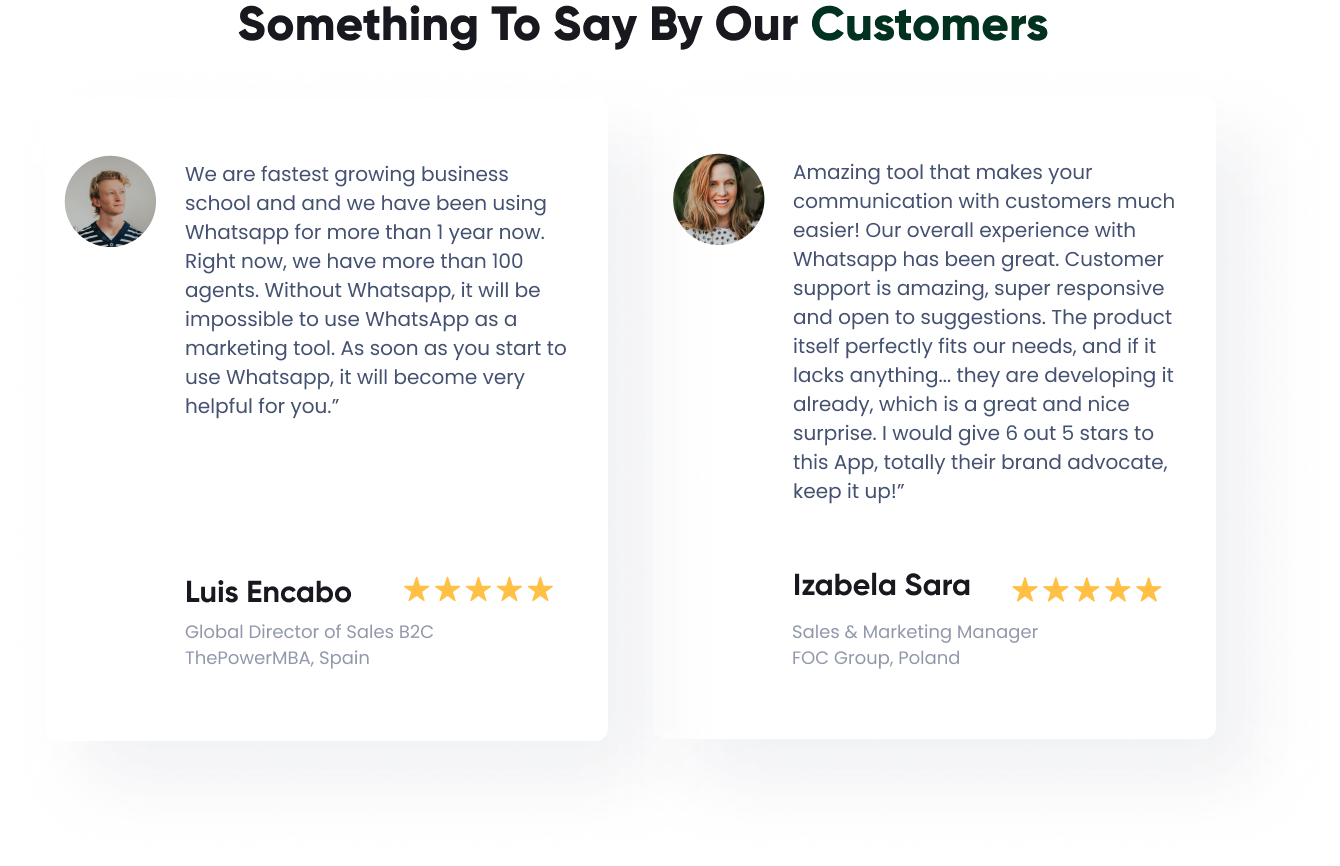 Something To Say By Our Customers
We are fastest growing business
school and and we have been using
Whatsapp for more than 1 year now.
Right now, we have more than 100
agents. Without Whatsapp, it will be
impossible to use WhatsApp as a
marketing tool. As soon as you start to
use Whatsapp, it will become very
helpful for you.”
Luis Encabo
Global Director of Sales B2C
ThePowerMBA, Spain
Amazing tool that makes your
communication with customers much
easier! Our overall experience with
Whatsapp has been great. Customer
support is amazing, super responsive
and open to suggestions. The product
itself perfectly fits our needs, and if it
lacks anything... they are developing it
already, which is a great and nice
surprise. I would give 6 out 5 stars to
this App, totally their brand advocate,
keep it up!”
Izabela Sara
Sales & Marketing Manager
FOC Group, Poland